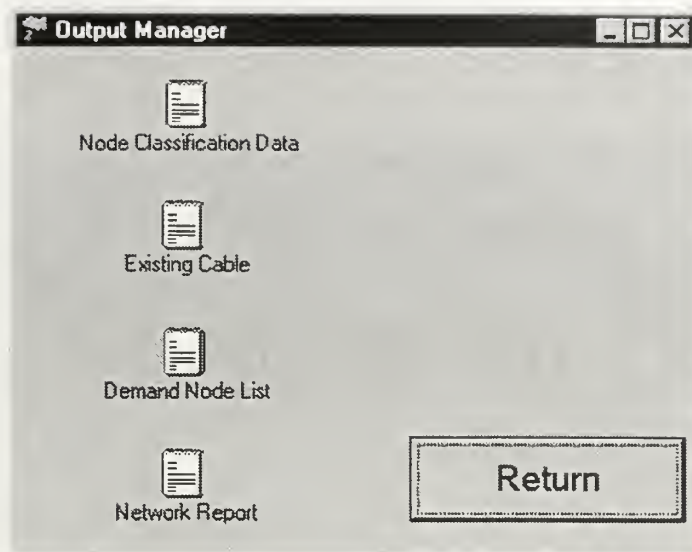 Output Manager
Node Classification Data
Existing Cable
Demand Node List
Network Report
Return